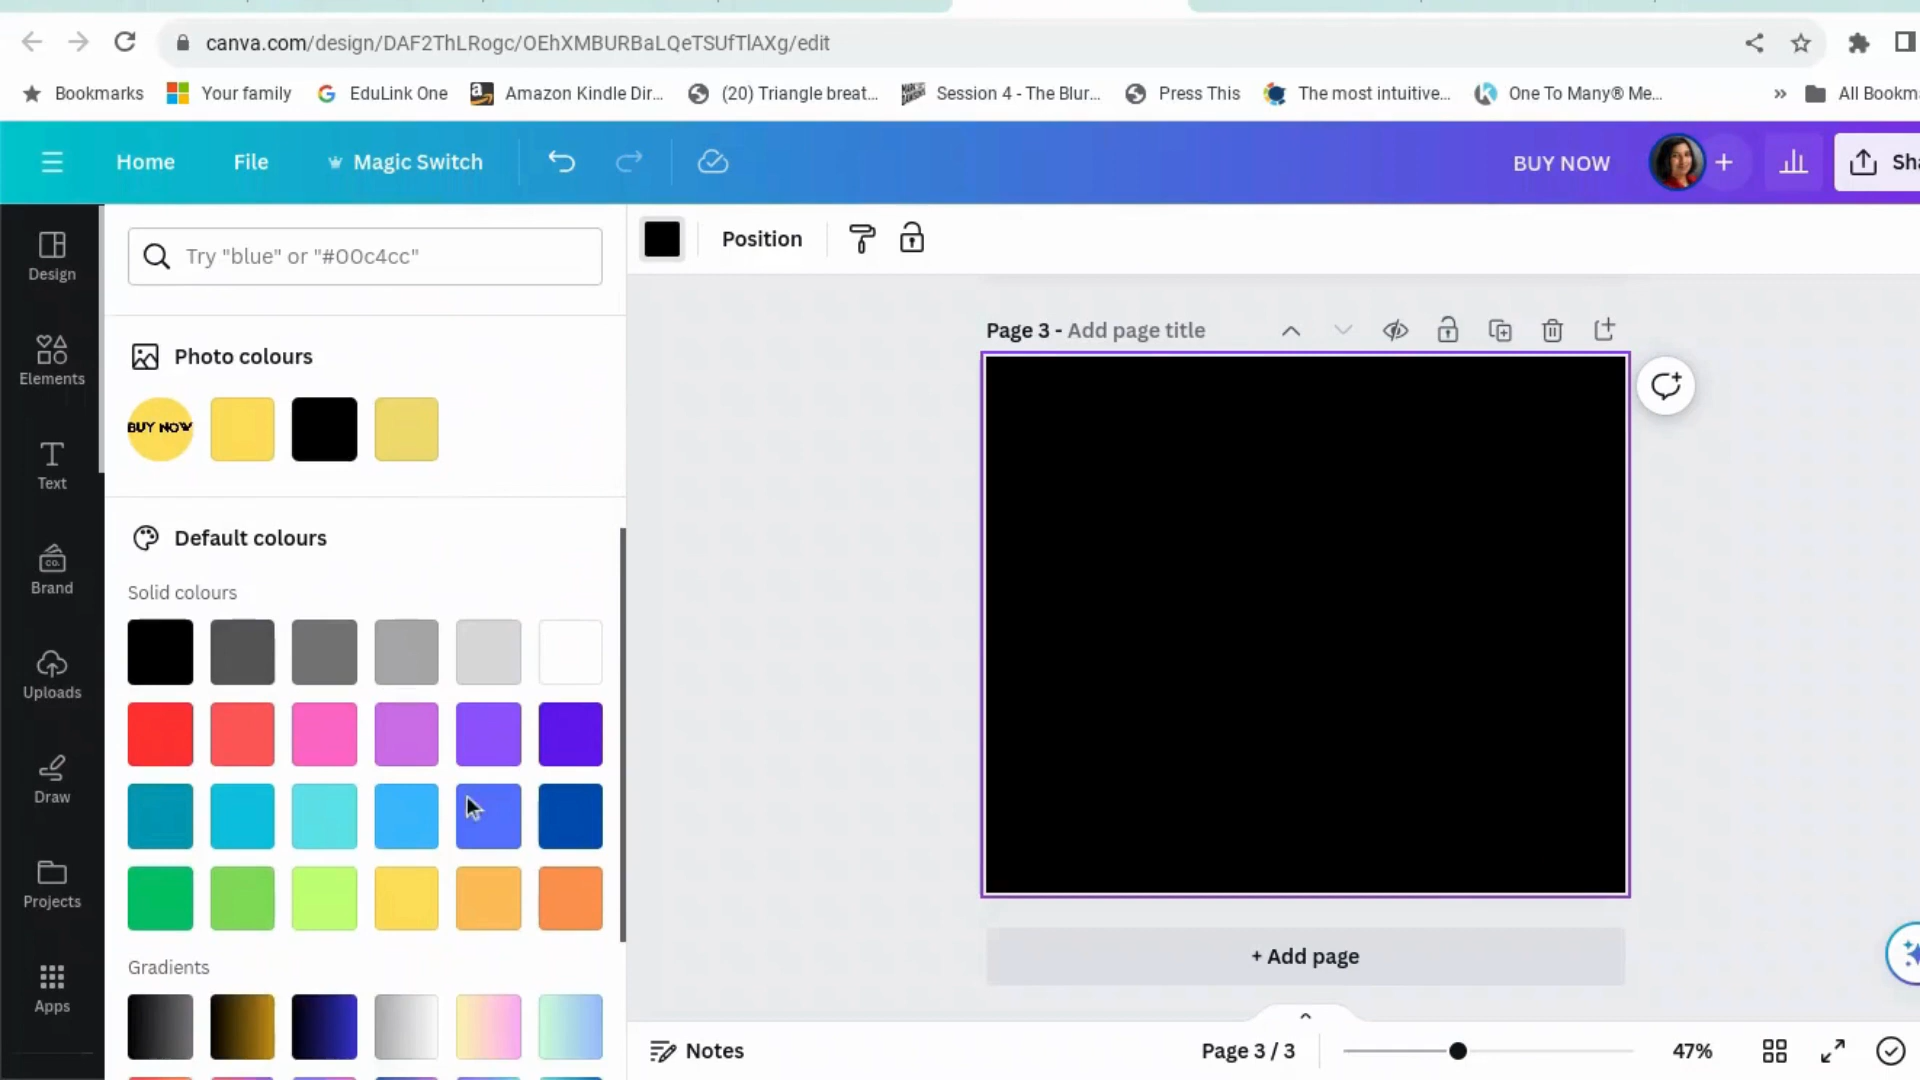 canva.com/design/DAF2ThLRogc/OEhXMBURBaLQeTSUfTlAXg/edit
Bookmarks Your family EduLink One Amazon Kindle Dir... (20) Triangle breat... Session 4 - The Blur... Press This The most intuitive... One To Many® Me... » All Bookm
Home File Magic Switch BUY NOW Sha
Try "blue" or "#00c4cc"
Position
Design
Elements
Text
Brand
Uploads
Draw
Projects
Apps
Photo colours
BUY NOW
Default colours
Solid colours
Gradients
Page 3 - Add page title
+ Add page
Notes
Page 3 / 3
47%